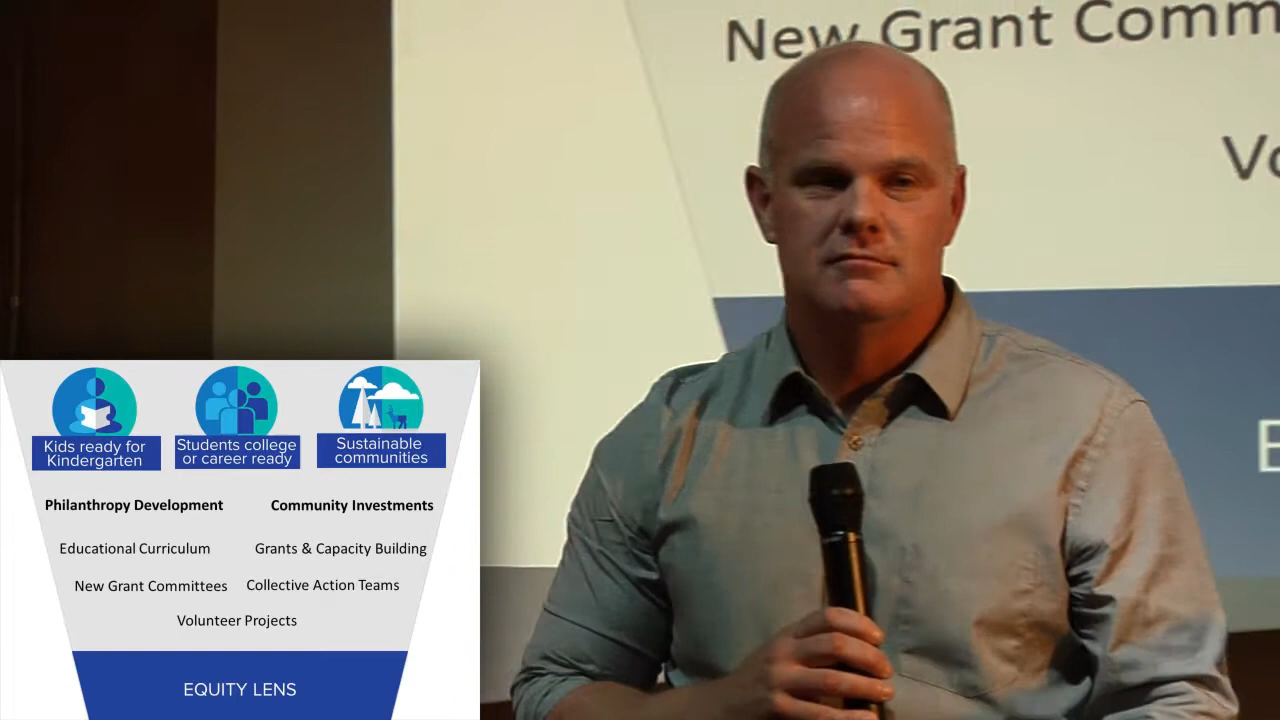 New Grant Comm
Vo
E
Kids ready for
Kindergarten
Students college
or career ready
Sustainable
communities
Philanthropy Development
Community Investments
Educational Curriculum
Grants & Capacity Building
New Grant Committees
Collective Action Teams
Volunteer Projects
EQUITY LENS